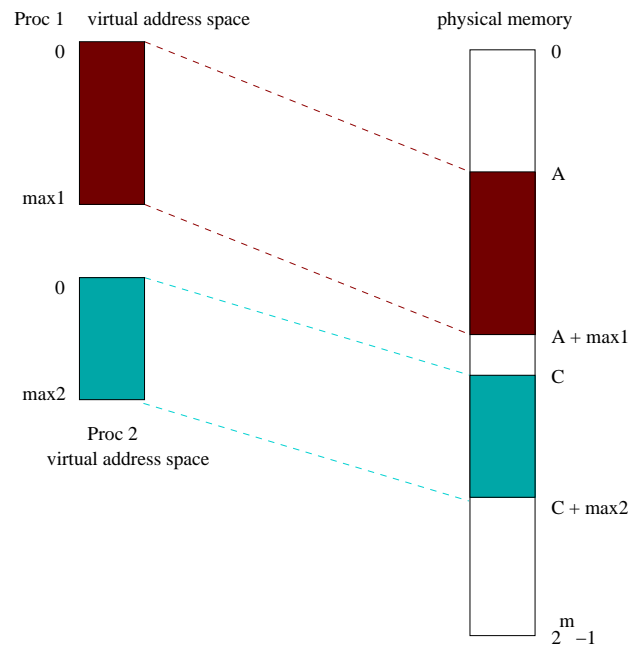 Proc 1 virtual address space
0
max1
0
max2
Proc 2
virtual address space
physical memory
0
A
A + max1
C
C + max2
2^m −1